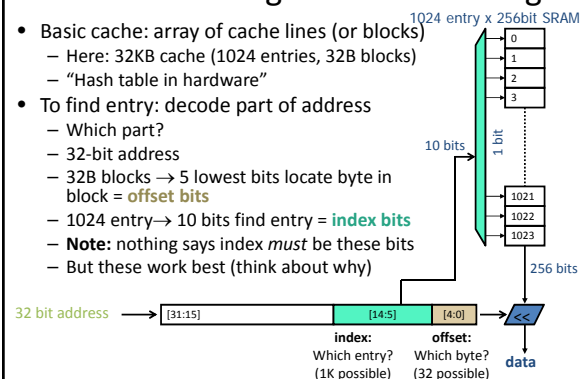 1024 entry x 256bit SRAM
• Basic cache: array of cache lines (or blocks)
– Here: 32KB cache (1024 entries, 32B blocks)
– “Hash table in hardware”
• To find entry: decode part of address
– Which part?
– 32-bit address
– 32B blocks → 5 lowest bits locate byte in
block = offset bits
– 1024 entry→ 10 bits find entry = index bits
– Note: nothing says index must be these bits
– But these work best (think about why)
0
1
2
3
10 bits
1 bit
1021
1022
1023
256 bits
32 bit address
[31:15]
[14:5]
[4:0]
<<
index:
Which entry?
(1K possible)
offset:
Which byte?
(32 possible)
data